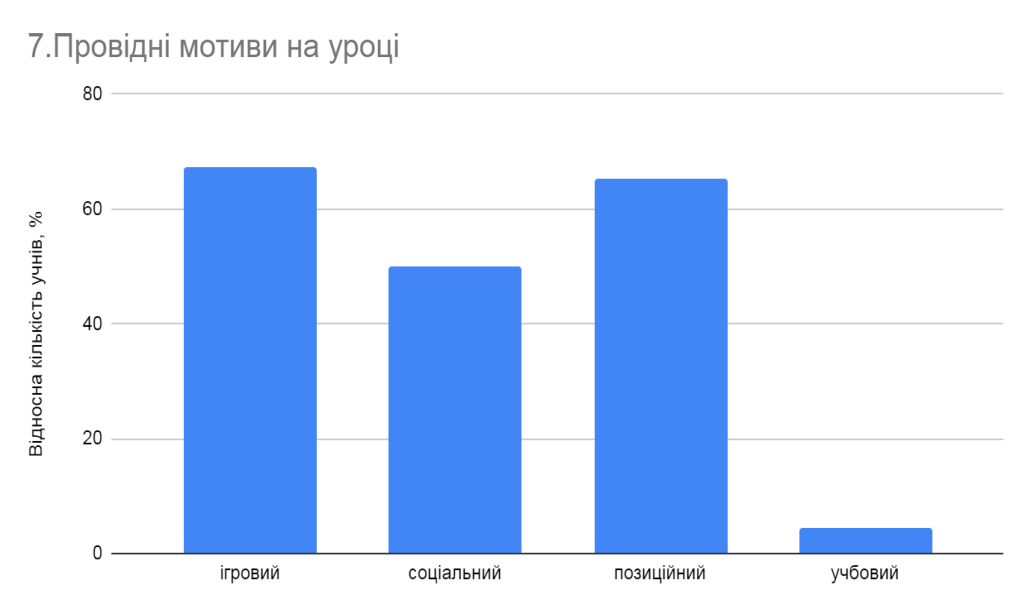 7.Провідні мотиви на уроці
Відносна кількість учнів, %
80
60
40
20
0
ігровий соціальний позиційний учбовий